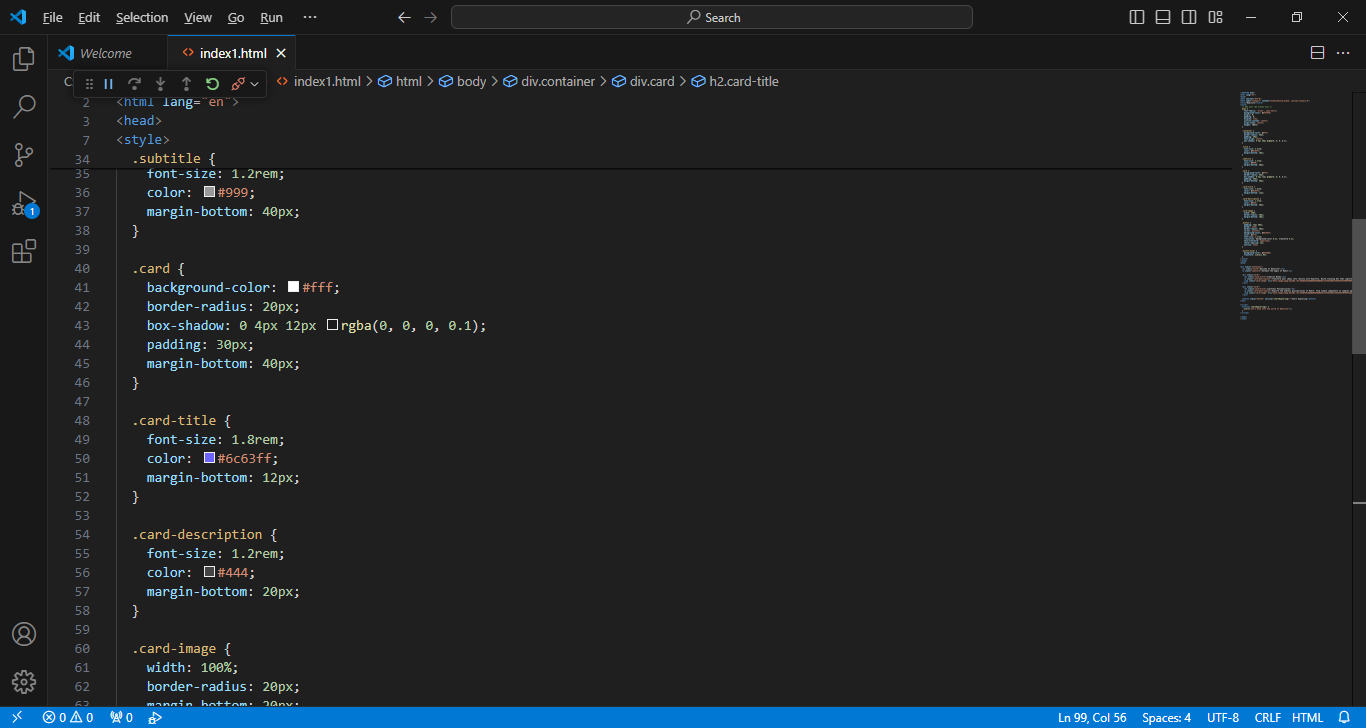 File Edit Selection View Go Run ··· Search
Welcome index1.html
C index1.html > html > body > div.container > div.card > h2.card-title
2 <html lang="en">
3 <head>
7 <style>
34 .subtitle {
35 font-size: 1.2rem;
36 color: #999;
37 margin-bottom: 40px;
38 }
39
40 .card {
41 background-color: #fff;
42 border-radius: 20px;
43 box-shadow: 0 4px 12px rgba(0, 0, 0, 0.1);
44 padding: 30px;
45 margin-bottom: 40px;
46 }
47
48 .card-title {
49 font-size: 1.8rem;
50 color: #6c63ff;
51 margin-bottom: 12px;
52 }
53
54 .card-description {
55 font-size: 1.2rem;
56 color: #444;
57 margin-bottom: 20px;
58 }
59
60 .card-image {
61 width: 100%;
62 border-radius: 20px;
63 margin-bottom: 20px;
1
0 0 0 Ln 99, Col 56 Spaces: 4 UTF-8 CRLF HTML